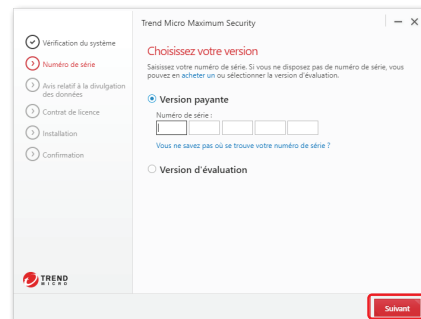 Trend Micro Maximum Security
Vérification du système
Numéro de série
Avis relatif à la divulgation
des données
Contrat de licence
Installation
Confirmation
Choisissez votre version
Saisissez votre numéro de série. Si vous ne disposez pas de numéro de série, vous
pouvez en acheter un ou sélectionner la version d'évaluation.
Version payante
Numéro de série :
Vous ne savez pas où se trouve votre numéro de série ?
Version d'évaluation
TREND
MICRO
Suivant